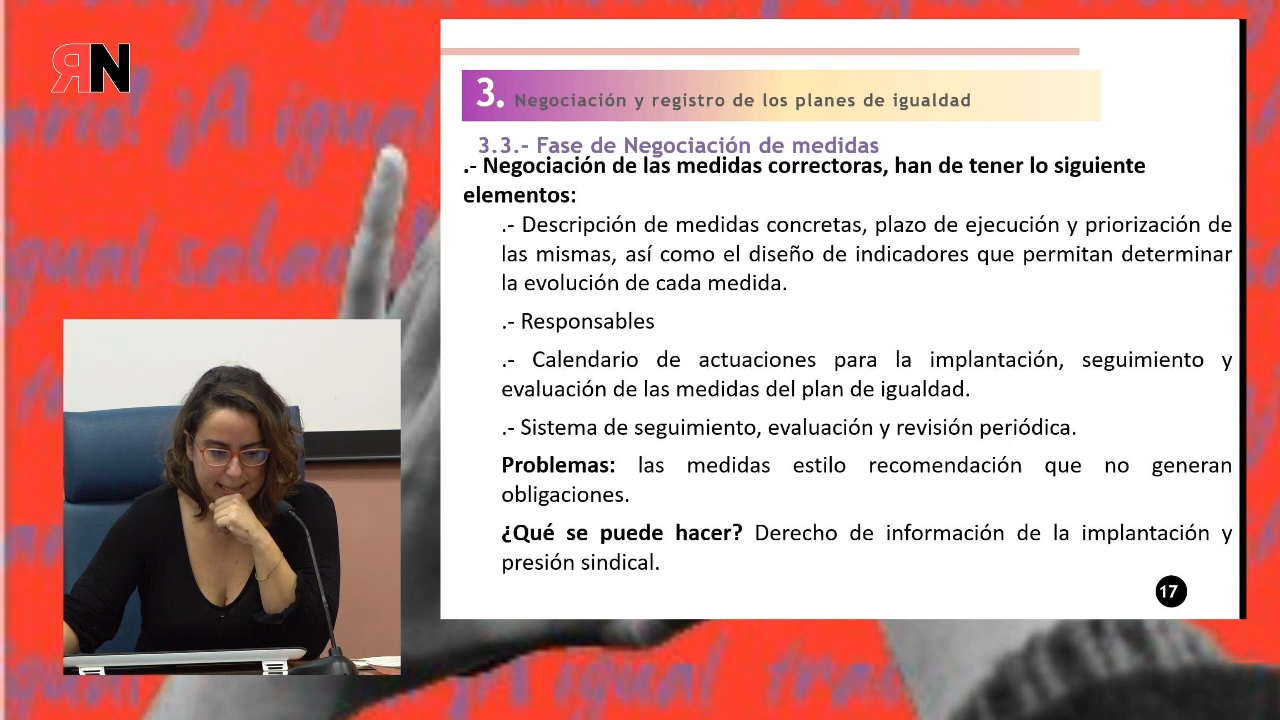 ЯN
3. Negociación y registro de los planes de igualdad
3.3.- Fase de Negociación de medidas
.- Negociación de las medidas correctoras, han de tener lo siguiente
elementos:
.- Descripción de medidas concretas, plazo de ejecución y priorización de
las mismas, así como el diseño de indicadores que permitan determinar
la evolución de cada medida.
.- Responsables
.- Calendario de actuaciones para la implantación, seguimiento y
evaluación de las medidas del plan de igualdad.
.- Sistema de seguimiento, evaluación y revisión periódica.
Problemas: las medidas estilo recomendación que no generan
obligaciones.
¿Qué se puede hacer? Derecho de información de la implantación y
presión sindical.
17
¡A igual
igual
¡A igual